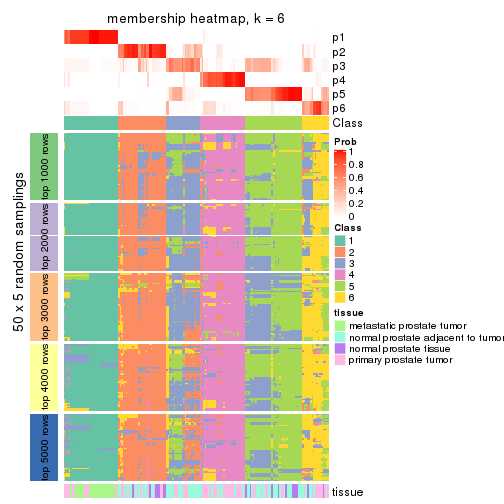 membership heatmap, k = 6
p1
p2
p3
p4
p5
p6
Class
Prob
1
0.8
0.6
0.4
0.2
0
Class
1
2
3
4
5
6
tissue
metastatic prostate tumor
normal prostate adjacent to tumor
normal prostate tissue
primary prostate tumor
50 x 5 random samplings
top 1000 rows
top 2000 rows
top 3000 rows
top 4000 rows
top 5000 rows
tissue